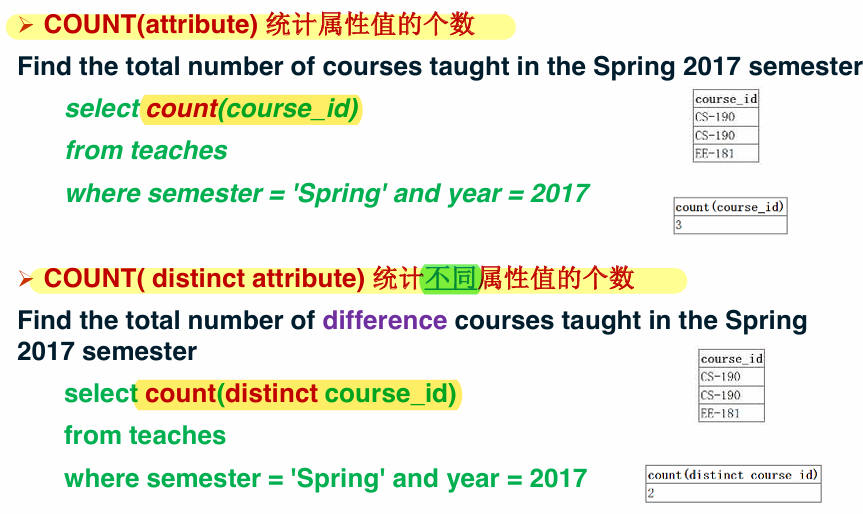 ➢ COUNT(attribute) 统计属性值的个数
Find the total number of courses taught in the Spring 2017 semester
select count(course_id)
from teaches
where semester = 'Spring' and year = 2017
course_id
CS-190
CS-190
EE-181
count(course_id)
3
➢ COUNT( distinct attribute) 统计不同属性值的个数
Find the total number of difference courses taught in the Spring
2017 semester
select count(distinct course_id)
from teaches
where semester = 'Spring' and year = 2017
course_id
CS-190
CS-190
EE-181
count(distinct course_id)
2